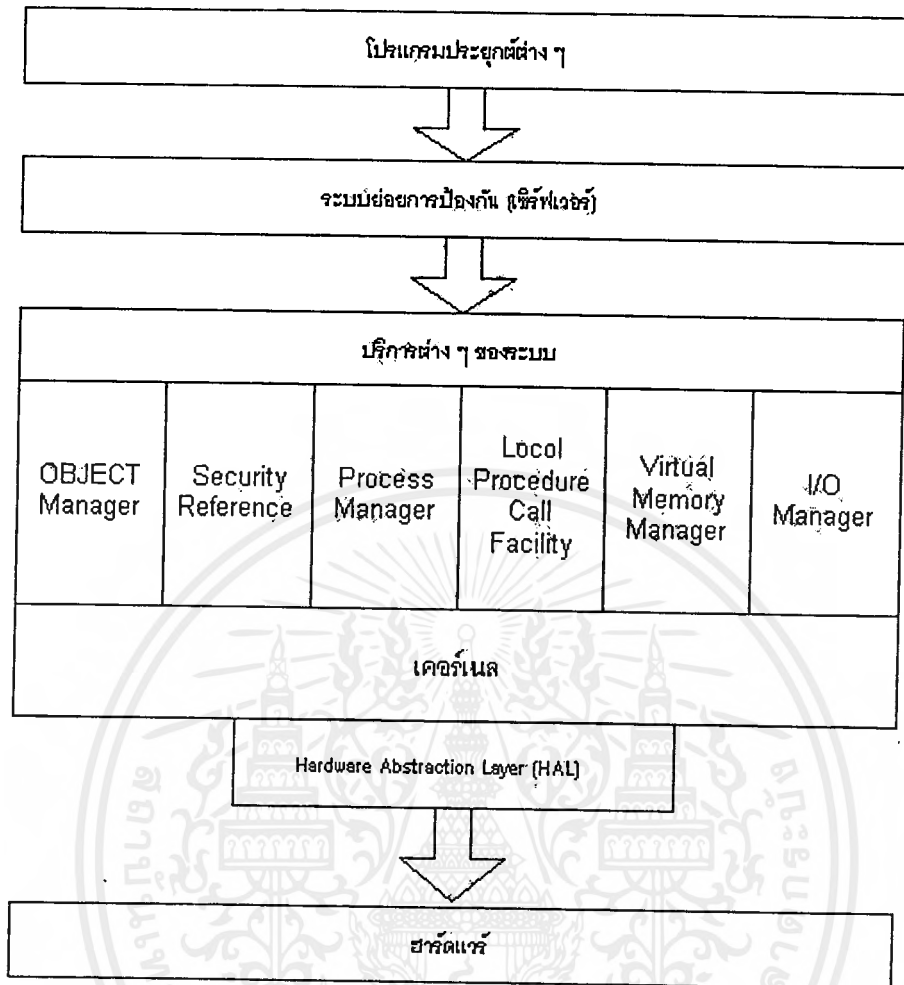 โปรแกรมประยุกต์ต่าง ๆ
ระบบย่อยการป้องกัน (เซิร์ฟเวอร์)
บริการต่าง ๆ ของระบบ
OBJECT
Manager
Security
Reference
Process
Manager
Locol
Procedure
Call
Facility
Virtual
Memory
Manager
I/O
Manager
เคอร์เนล
Hardware Abstraction Layer (HAL)
ฮาร์ดแวร์